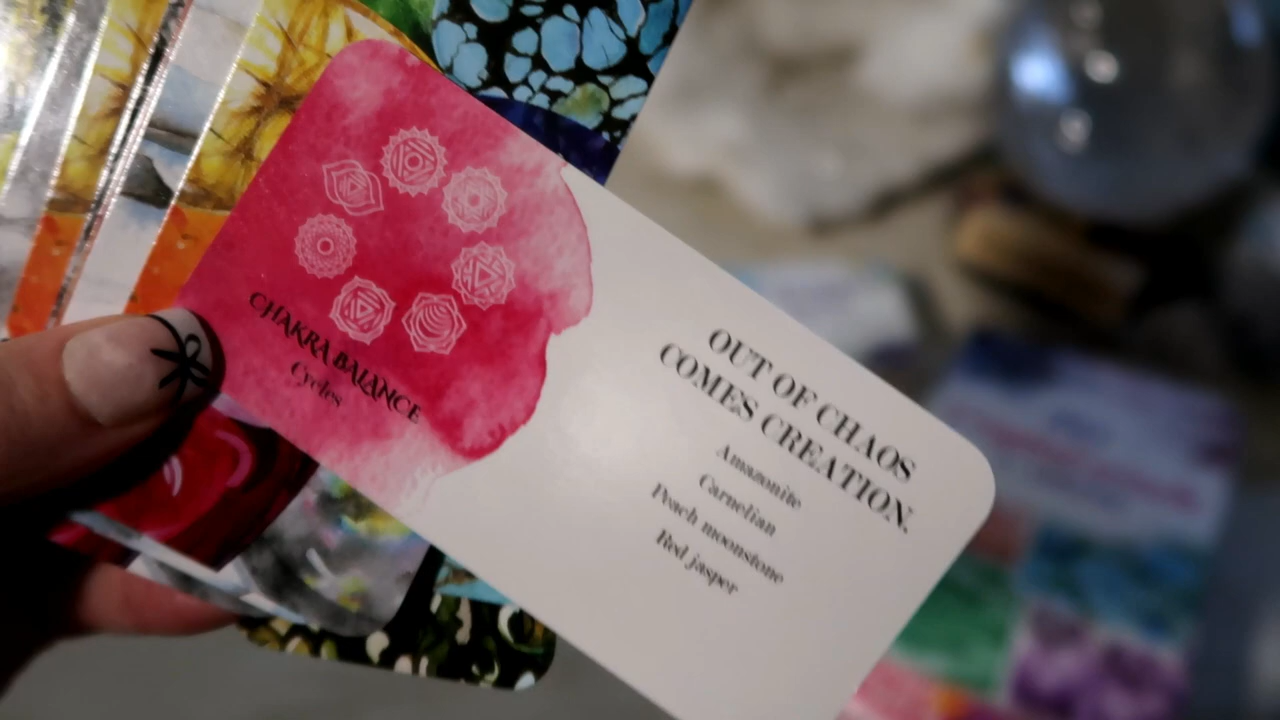 CHAKRA BALANCE
Cycles
OUT OF CHAOS
COMES CREATION.
Amazonite
Carnelian
Peach moonstone
Red jasper